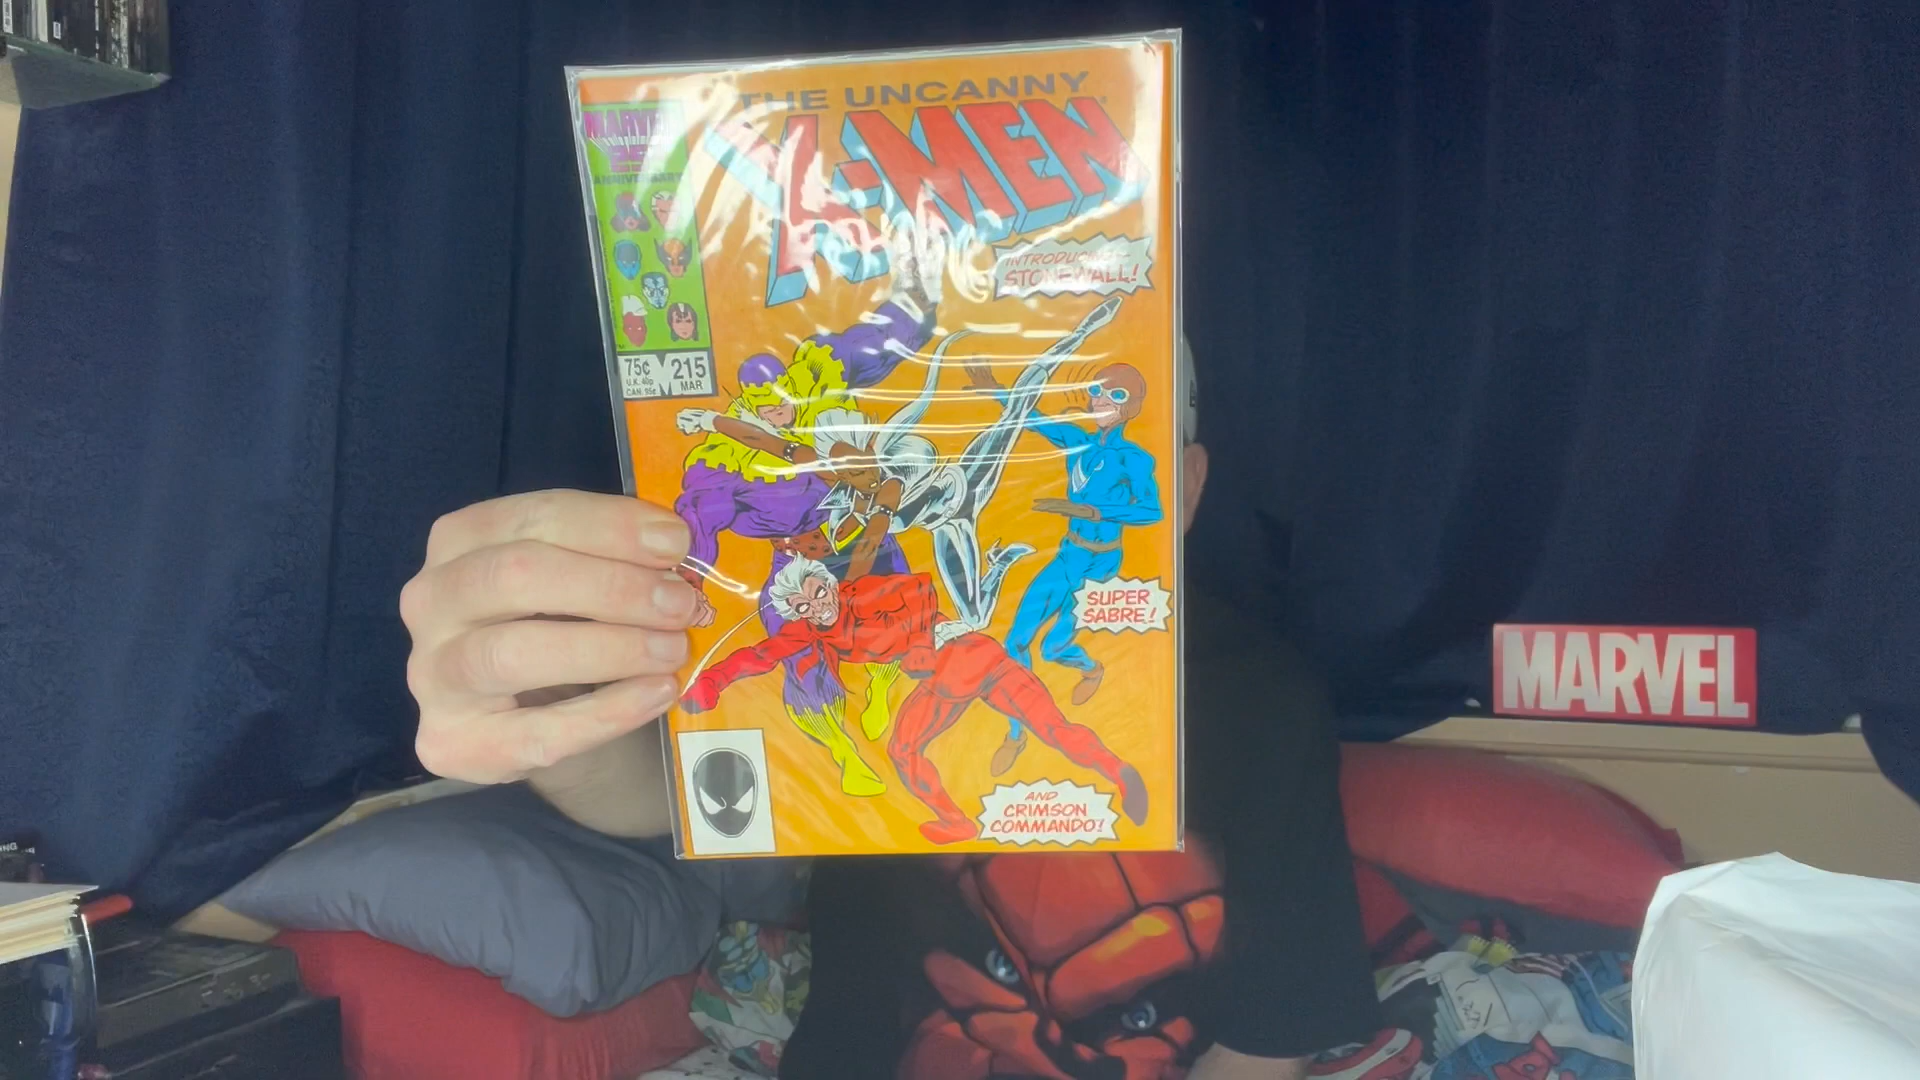 THE UNCANNY
X-MEN
MARVEL
25TH
ANNIVERSARY
INTRODUCING—
STONEWALL!
75¢
U.K. 40p
CAN. 95¢
215
MAR
SUPER
SABRE!
AND
CRIMSON
COMMANDO!
MARVEL